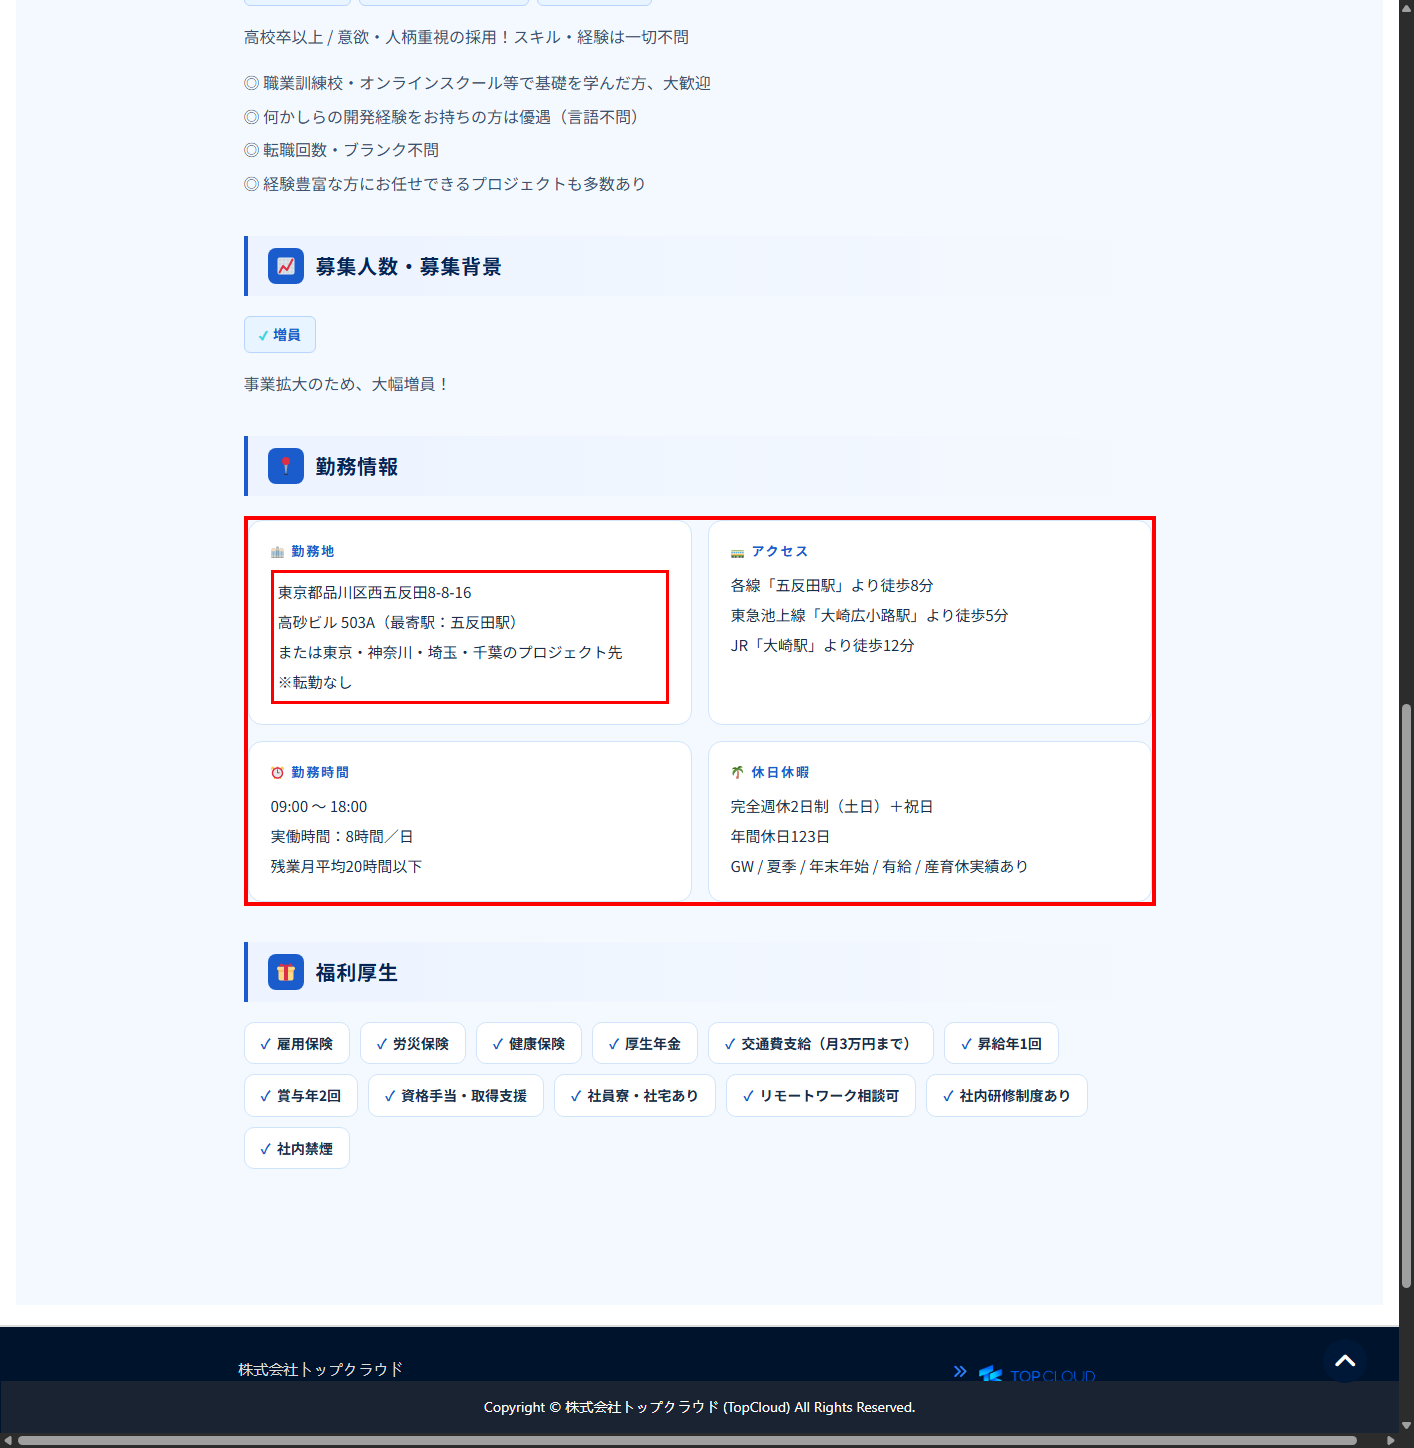 高校卒以上 / 意欲・人柄重視の採用！スキル・経験は一切不問
◎ 職業訓練校・オンラインスクール等で基礎を学んだ方、大歓迎
◎ 何かしらの開発経験をお持ちの方は優遇（言語不問）
◎ 転職回数・ブランク不問
◎ 経験豊富な方にお任せできるプロジェクトも多数あり
募集人数・募集背景
✓ 増員
事業拡大のため、大幅増員！
勤務情報
勤務地
東京都品川区西五反田8-8-16
高砂ビル 503A（最寄駅：五反田駅）
または東京・神奈川・埼玉・千葉のプロジェクト先
※転勤なし
アクセス
各線「五反田駅」より徒歩8分
東急池上線「大崎広小路駅」より徒歩5分
JR「大崎駅」より徒歩12分
勤務時間
09:00 〜 18:00
実働時間：8時間／日
残業月平均20時間以下
休日休暇
完全週休2日制（土日）＋祝日
年間休日123日
GW / 夏季 / 年末年始 / 有給 / 産育休実績あり
福利厚生
✓ 雇用保険 ✓ 労災保険 ✓ 健康保険 ✓ 厚生年金 ✓ 交通費支給（月3万円まで） ✓ 昇給年1回
✓ 賞与年2回 ✓ 資格手当・取得支援 ✓ 社員寮・社宅あり ✓ リモートワーク相談可 ✓ 社内研修制度あり
✓ 社内禁煙
株式会社トップクラウド
TOPCLOUD
Copyright © 株式会社トップクラウド (TopCloud) All Rights Reserved.